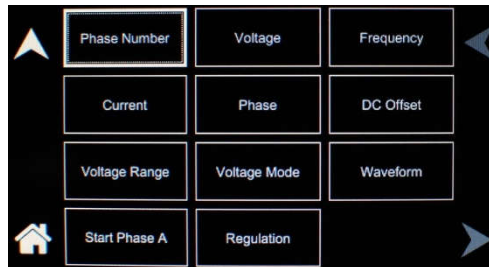 Phase Number
Voltage
Frequency
Current
Phase
DC Offset
Voltage Range
Voltage Mode
Waveform
Start Phase A
Regulation